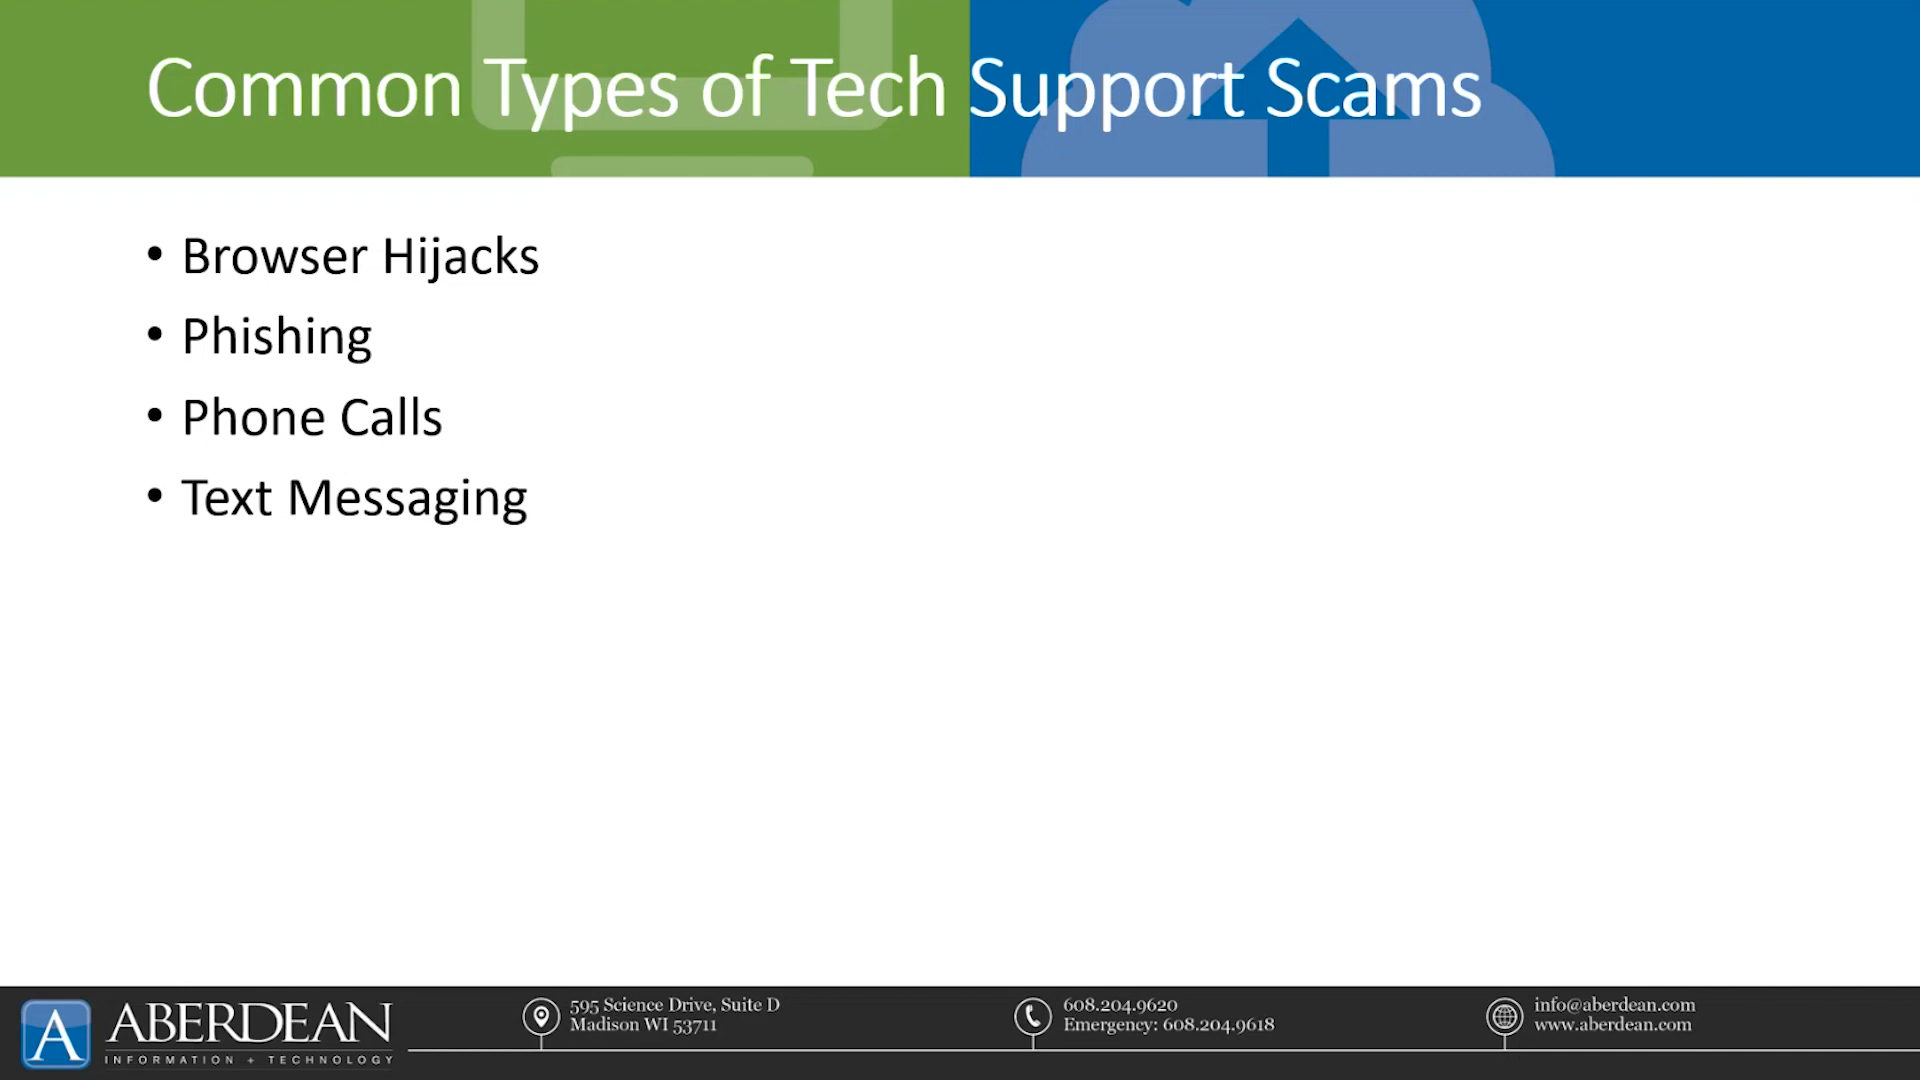 Common Types of Tech Support Scams
• Browser Hijacks
• Phishing
• Phone Calls
• Text Messaging
A ABERDEAN
INFORMATION + TECHNOLOGY
595 Science Drive, Suite D
Madison WI 53711
608.204.9620
Emergency: 608.204.9618
info@aberdean.com
www.aberdean.com